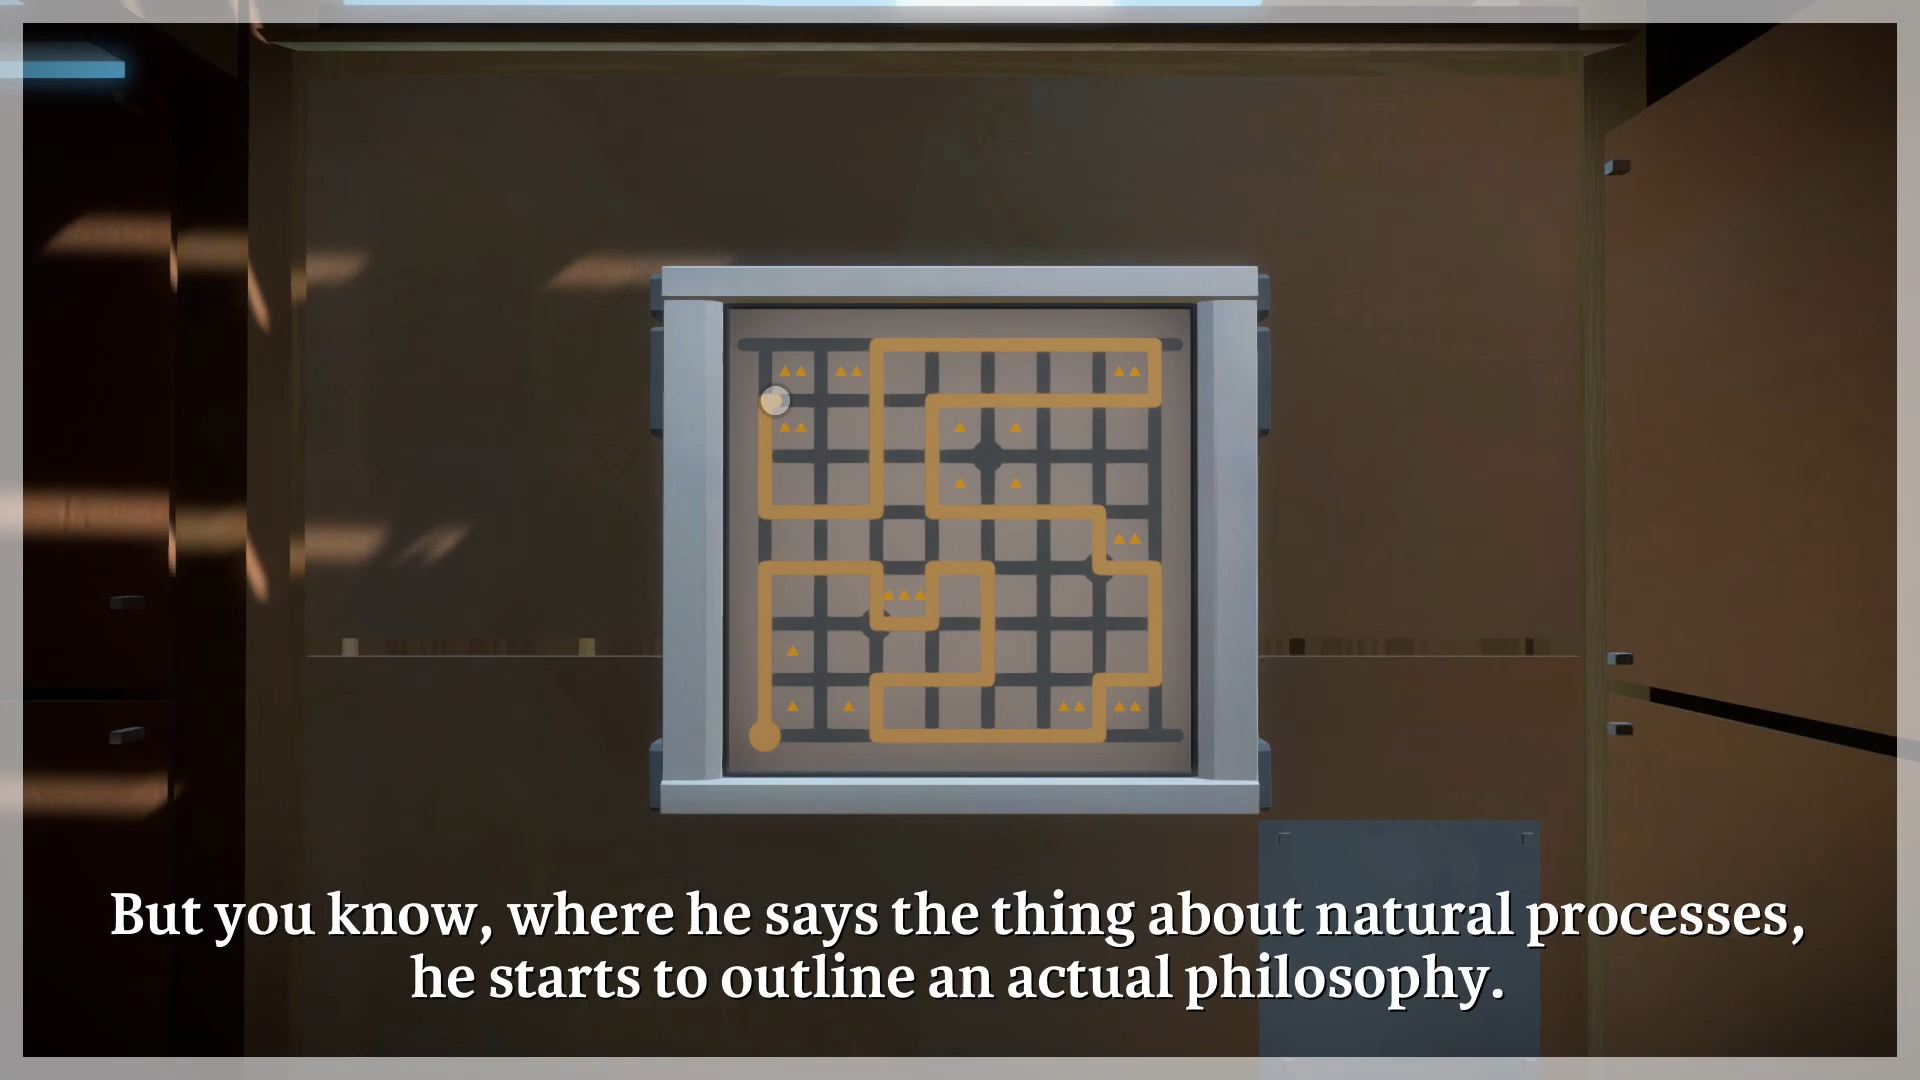 But you know, where he says the thing about natural processes,
he starts to outline an actual philosophy.